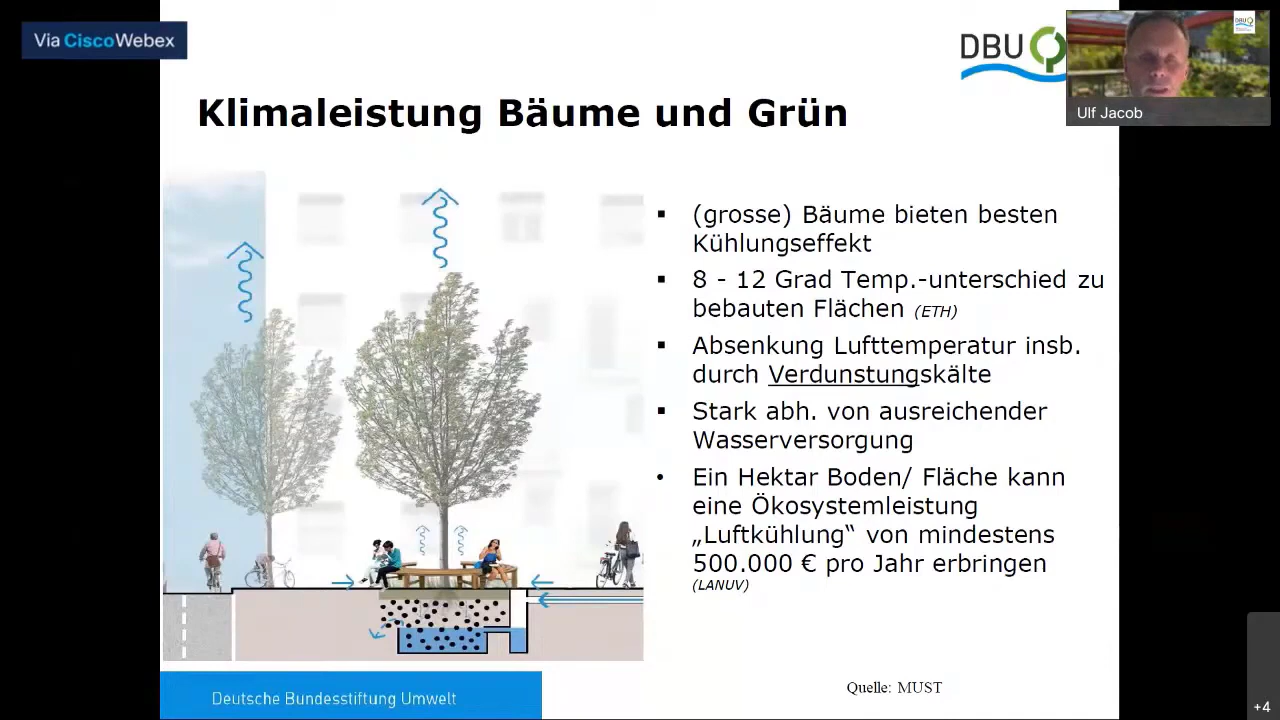 Via CiscoWebex
DBU
Ulf Jacob
Klimaleistung Bäume und Grün
(grosse) Bäume bieten besten
Kühlungseffekt
8 - 12 Grad Temp.-unterschied zu
bebauten Flächen (ETH)
Absenkung Lufttemperatur insb.
durch Verdunstungskälte
Stark abh. von ausreichender
Wasserversorgung
Ein Hektar Boden/ Fläche kann
eine Ökosystemleistung
„Luftkühlung“ von mindestens
500.000 € pro Jahr erbringen
(LANUV)
Quelle: MUST
Deutsche Bundesstiftung Umwelt
+4